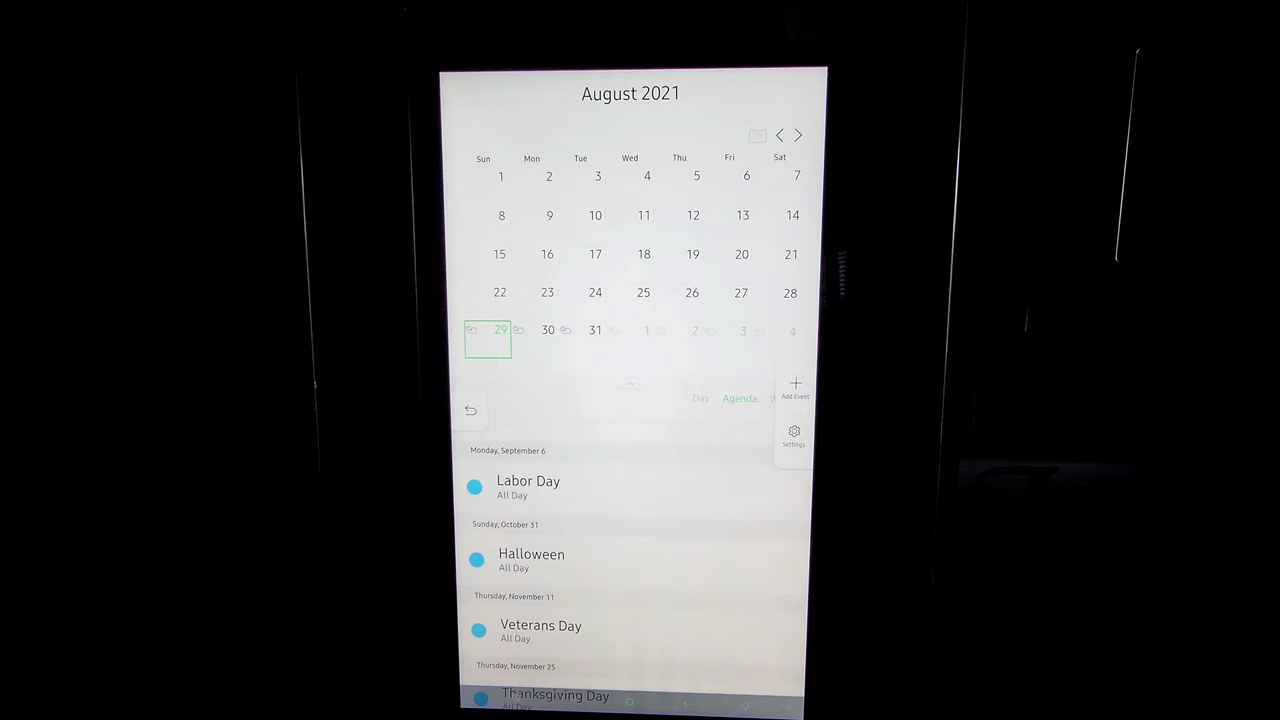 August 2021
Sun Mon Tue Wed Thu Fri Sat
1 2 3 4 5 6 7
8 9 10 11 12 13 14
15 16 17 18 19 20 21
22 23 24 25 26 27 28
29 30 31 1 2 3 4
Day Agenda
Add Event
Settings
Monday, September 6
Labor Day
All Day
Sunday, October 31
Halloween
All Day
Thursday, November 11
Veterans Day
All Day
Thursday, November 25
Thanksgiving Day
All Day